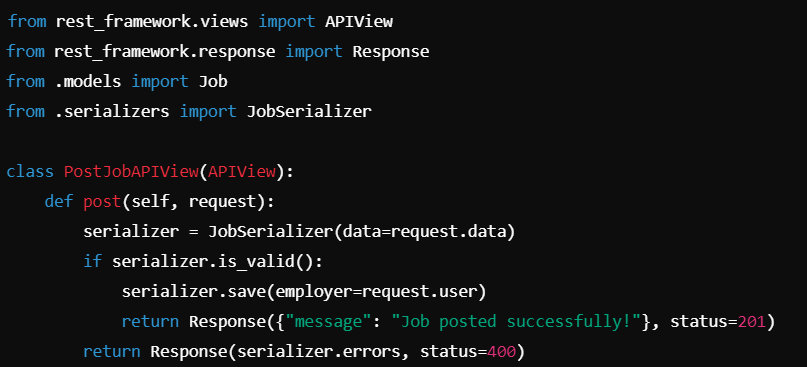 from rest_framework.views import APIView
from rest_framework.response import Response
from .models import Job
from .serializers import JobSerializer
class PostJobAPIView(APIView):
    def post(self, request):
        serializer = JobSerializer(data=request.data)
        if serializer.is_valid():
            serializer.save(employer=request.user)
            return Response({"message": "Job posted successfully!"}, status=201)
        return Response(serializer.errors, status=400)